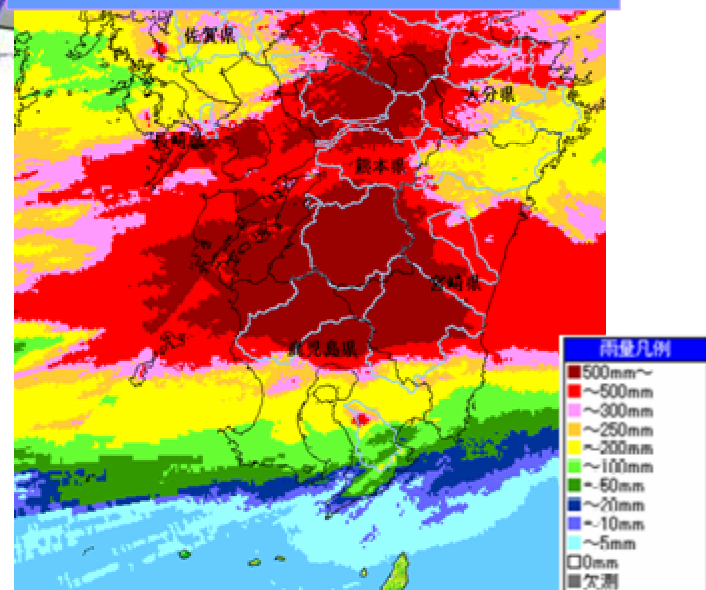 佐賀県
大分県
長崎県
熊本県
宮崎県
鹿児島県
雨量凡例
500mm～
～500mm
～300mm
～250mm
～200mm
～100mm
～50mm
～20mm
～10mm
～5mm
0mm
欠測